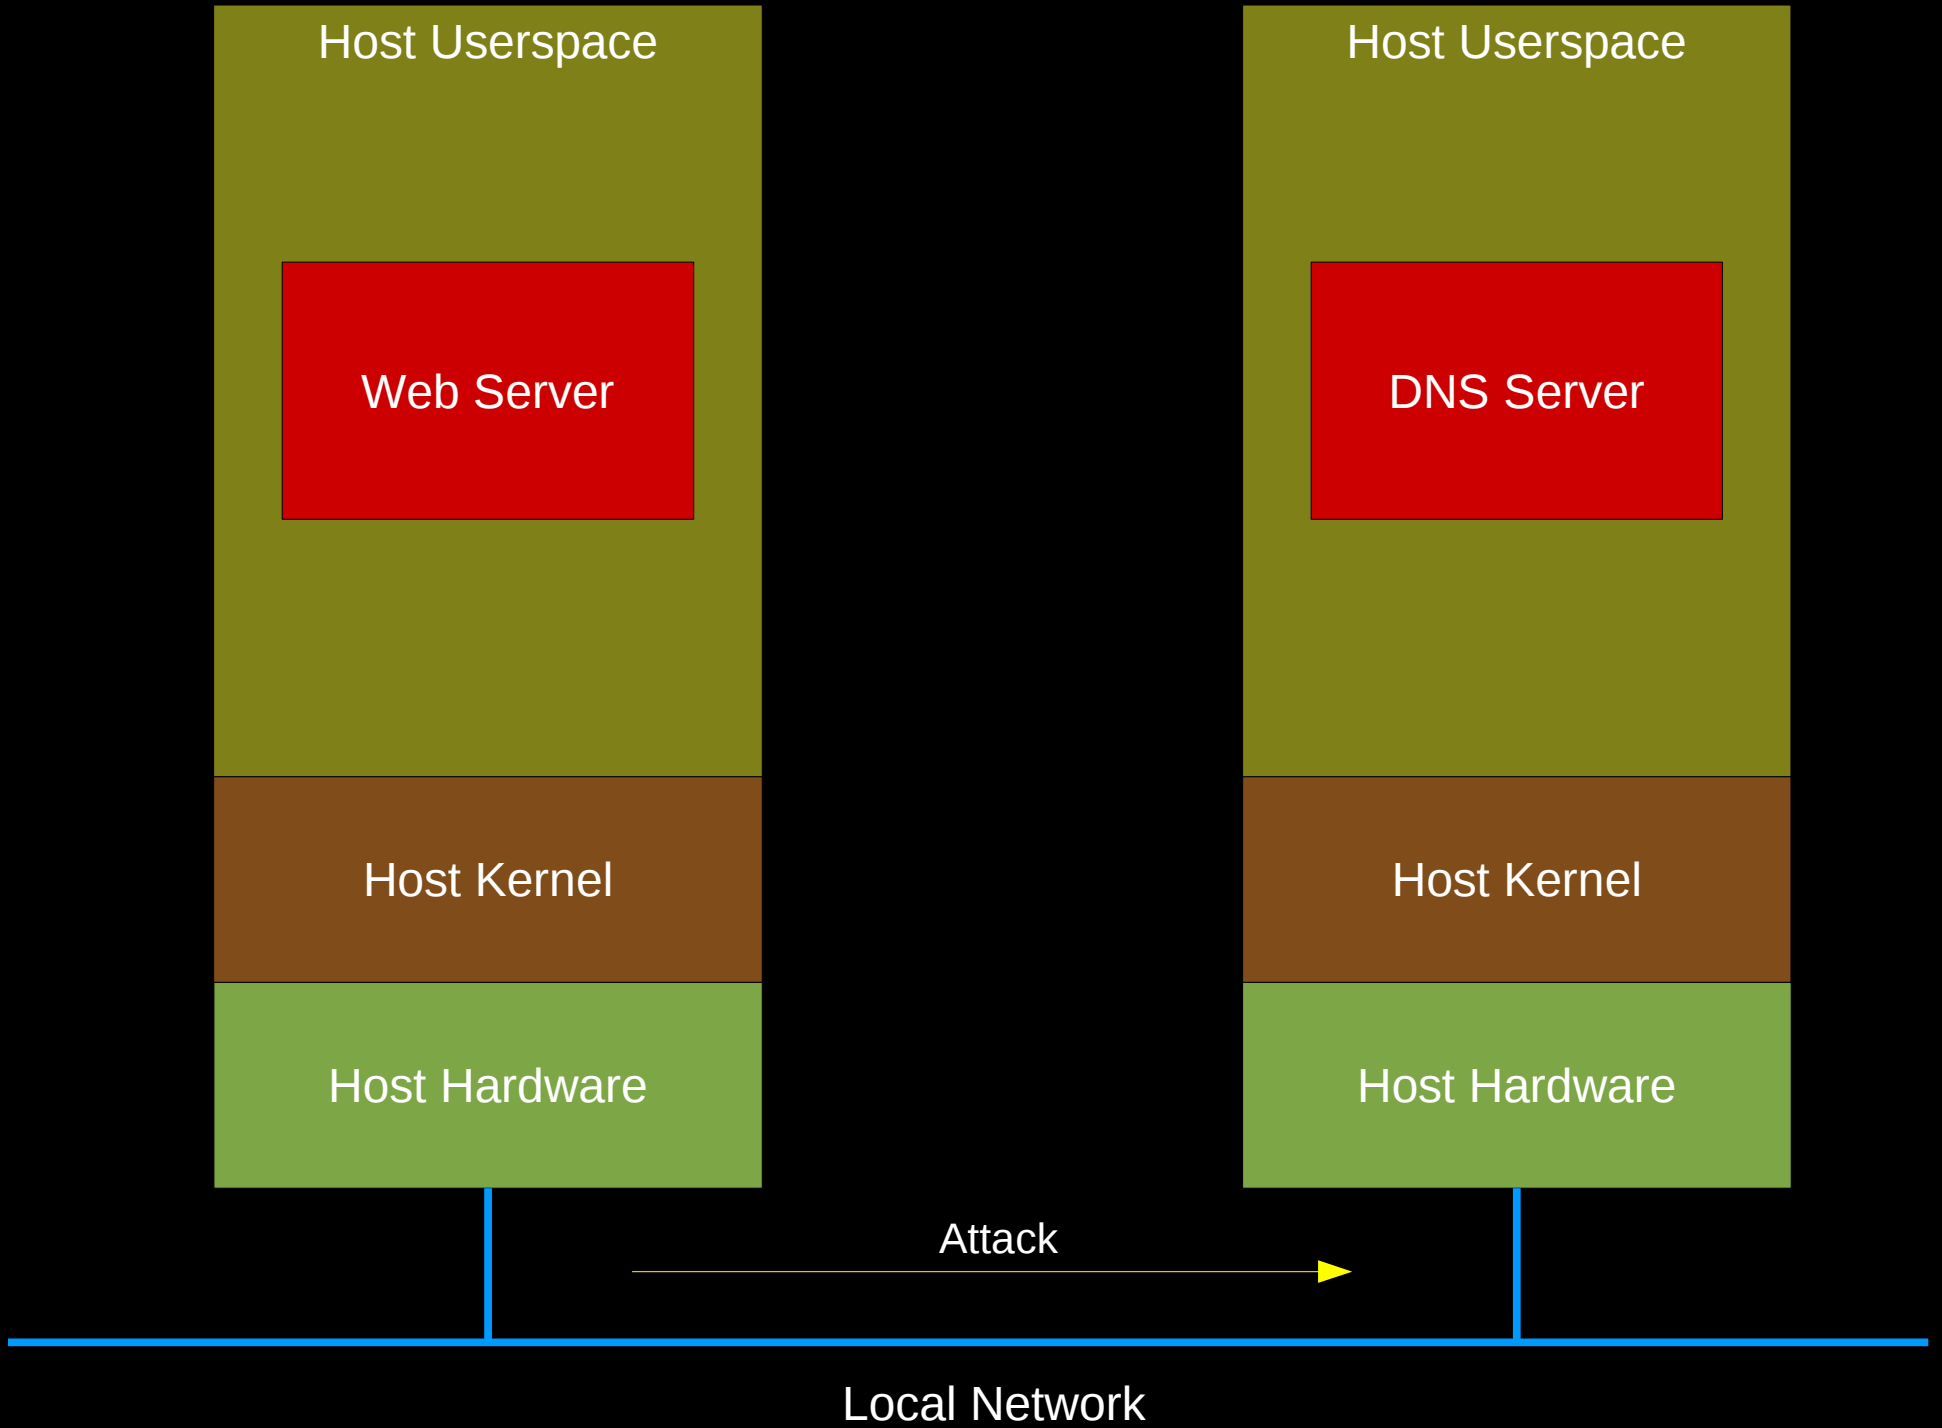 Host Userspace
Web Server
Host Kernel
Host Hardware
Host Userspace
DNS Server
Host Kernel
Host Hardware
Attack
Local Network